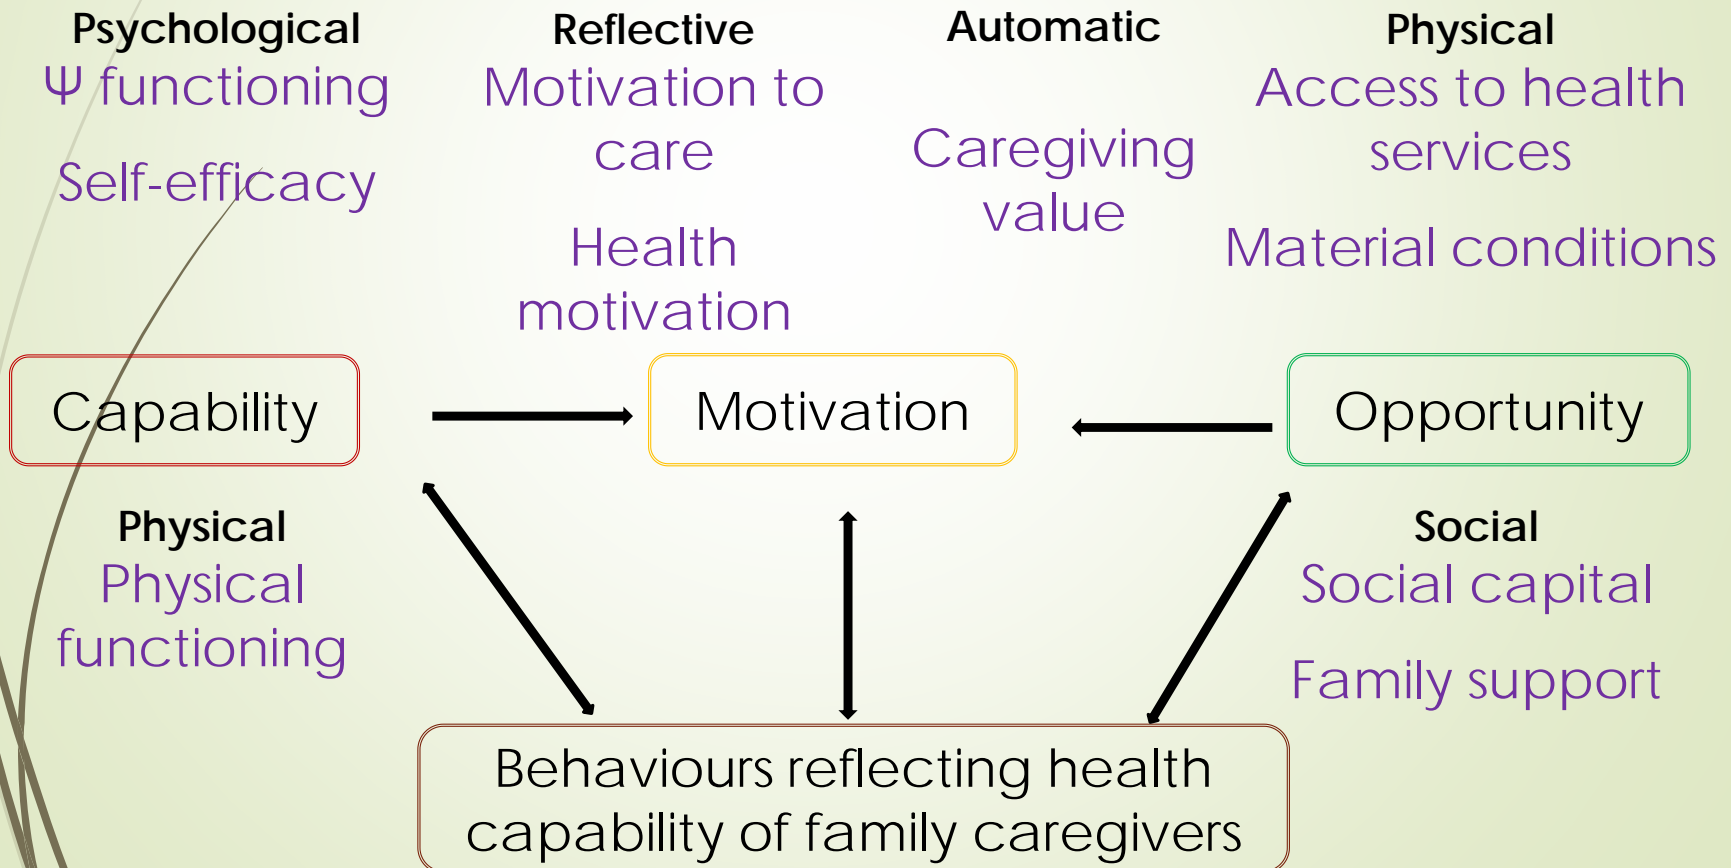 Psychological
Ψ functioning
Self-efficacy
Reflective
Motivation to
care
Health
motivation
Automatic
Caregiving
value
Physical
Access to health
services
Material conditions
Capability
Motivation
Opportunity
Physical
Physical
functioning
Social
Social capital
Family support
Behaviours reflecting health
capability of family caregivers